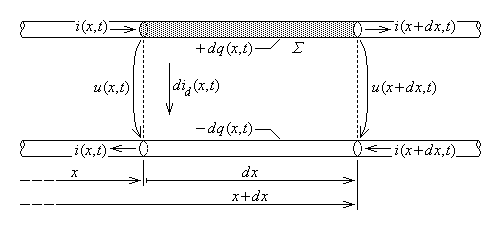 i(x,t) i(x+dx,t)
+dq(x,t) Σ
u(x,t) di_d(x,t) u(x+dx,t)
−dq(x,t)
i(x,t) i(x+dx,t)
x dx
x+dx